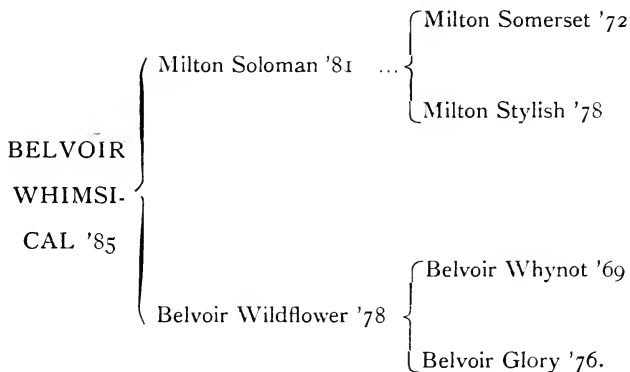 Milton Somerset '72
Milton Soloman '81 ...
Milton Stylish '78
BELVOIR
WHIMSI-
CAL '85
Belvoir Whynot '69
Belvoir Wildflower '78
Belvoir Glory '76.